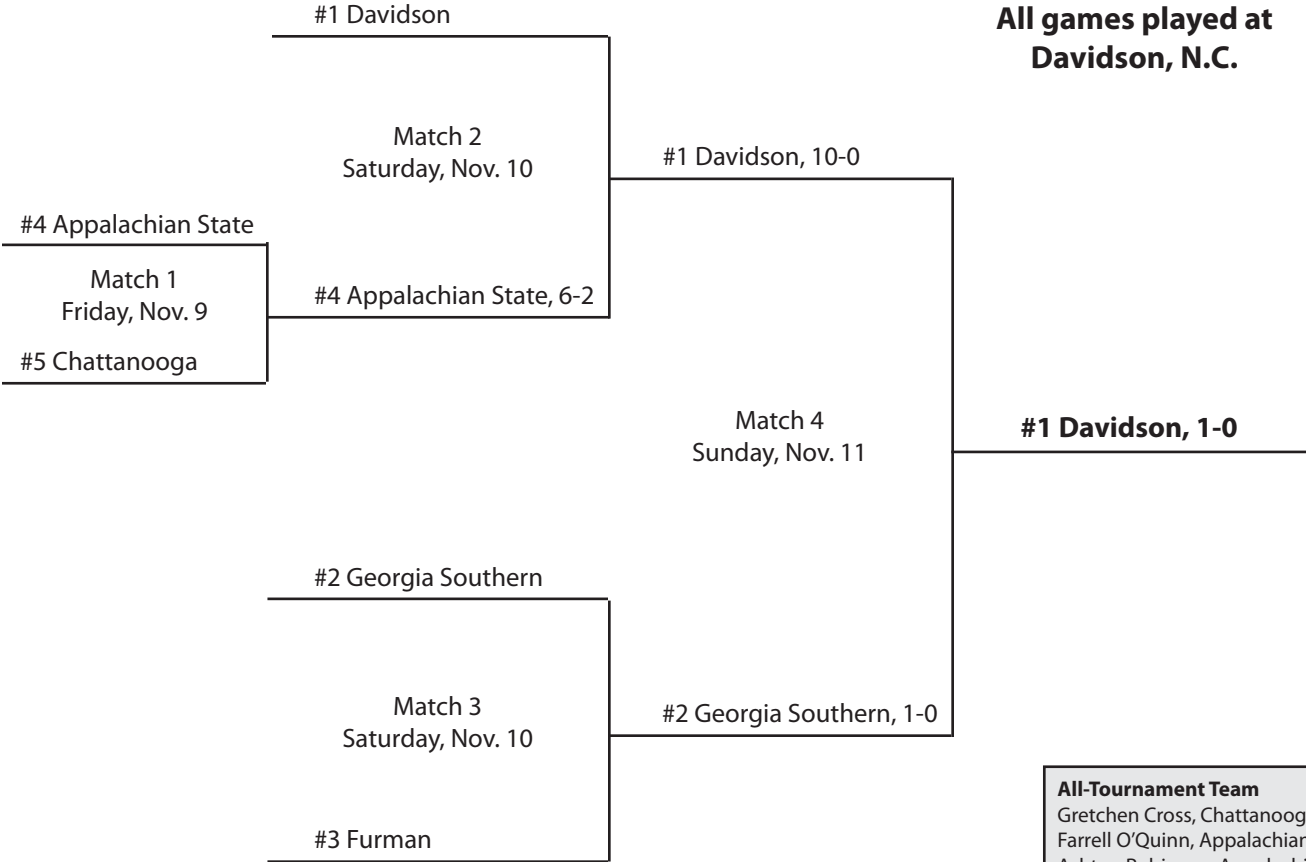 #1 Davidson
All games played at
Davidson, N.C.
Match 2
Saturday, Nov. 10
#1 Davidson, 10-0
#4 Appalachian State
Match 1
Friday, Nov. 9
#4 Appalachian State, 6-2
#5 Chattanooga
Match 4
Sunday, Nov. 11
#1 Davidson, 1-0
#2 Georgia Southern
Match 3
Saturday, Nov. 10
#2 Georgia Southern, 1-0
#3 Furman
All-Tournament Team
Gretchen Cross, Chattanoog
Farrell O'Quinn, Appalachian